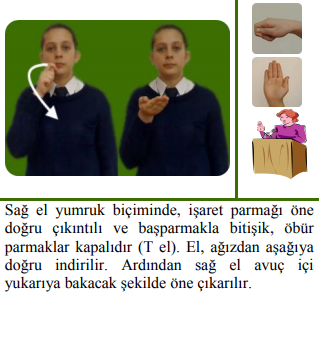 Sağ el yumruk biçiminde, işaret parmağı öne
doğru çıkıntılı ve başparmakla bitişik, öbür
parmaklar kapalıdır (T el). El, ağızdan aşağıya
doğru indirilir. Ardından sağ el avuç içi
yukarıya bakacak şekilde öne çıkarılır.